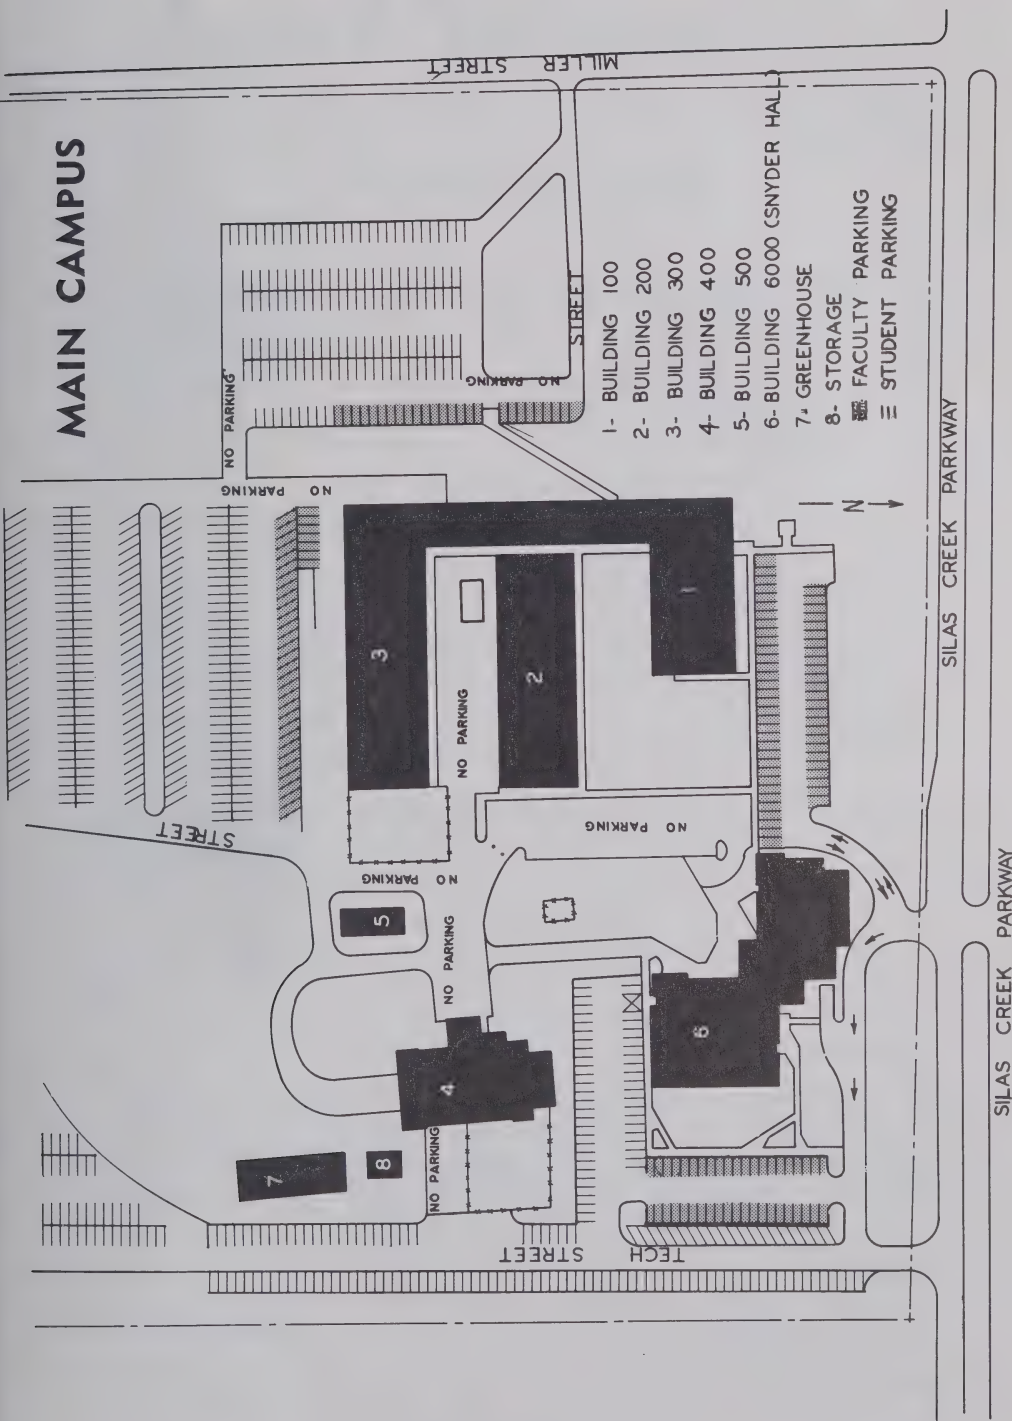 MAIN CAMPUS
MILLER STREET
STREET
1- BUILDING 100
2- BUILDING 200
3- BUILDING 300
4- BUILDING 400
5- BUILDING 500
6- BUILDING 6000 (SNYDER HALL)
7- GREENHOUSE
8- STORAGE
FACULTY PARKING
STUDENT PARKING
N
SILAS CREEK PARKWAY
SILAS CREEK PARKWAY
NO PARKING
NO PARKING
NO PARKING
STREET
NO PARKING
NO PARKING
NO PARKING
NO PARKING
NO PARKING
TECH STREET
1
2
3
4
5
6
7
8